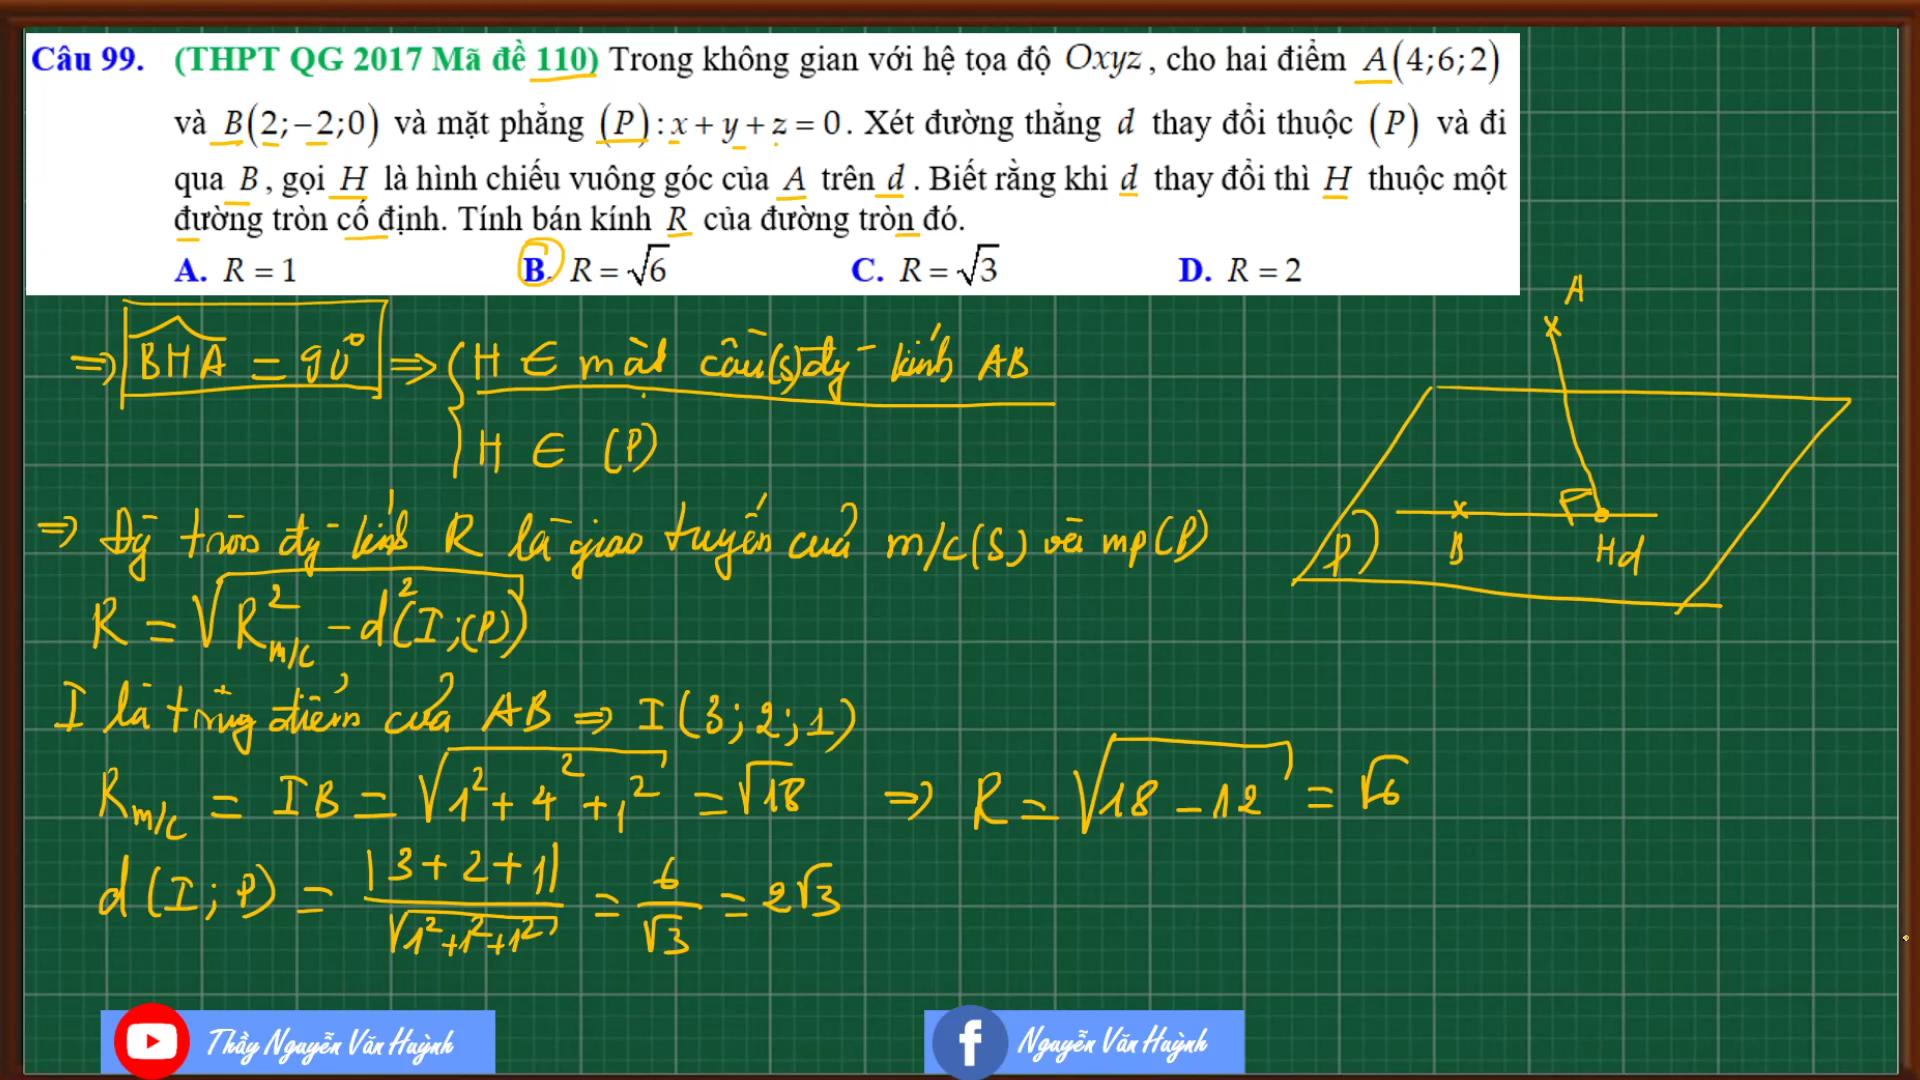 Câu 99. (THPT QG 2017 Mã đề 110) Trong không gian với hệ tọa độ Oxyz, cho hai điểm A(4;6;2)
và B(2;-2;0) và mặt phẳng (P): x + y + z = 0. Xét đường thẳng d thay đổi thuộc (P) và đi
qua B, gọi H là hình chiếu vuông góc của A trên d. Biết rằng khi d thay đổi thì H thuộc một
đường tròn cố định. Tính bán kính R của đường tròn đó.
A. R = 1 B. R = √6 C. R = √3 D. R = 2
⇒ BHA = 90° ⇒ { H ∈ mặt cầu (S) đg kính AB
H ∈ (P)
⇒ Đg tròn đg kính R là giao tuyến của m/c (S) với mp (P)
R = √(R²m/c − d²(I;(P)))
I là trung điểm của AB ⇒ I(3;2;1)
Rm/c = IB = √(1² + 4² + 1²) = √18 ⇒ R = √(18 − 12) = √6
d(I;P) = |3+2+1| / √(1²+1²+1²) = 6/√3 = 2√3
A
B
H d
P)
Thầy Nguyễn Văn Huỳnh
f Nguyễn Văn Huỳnh